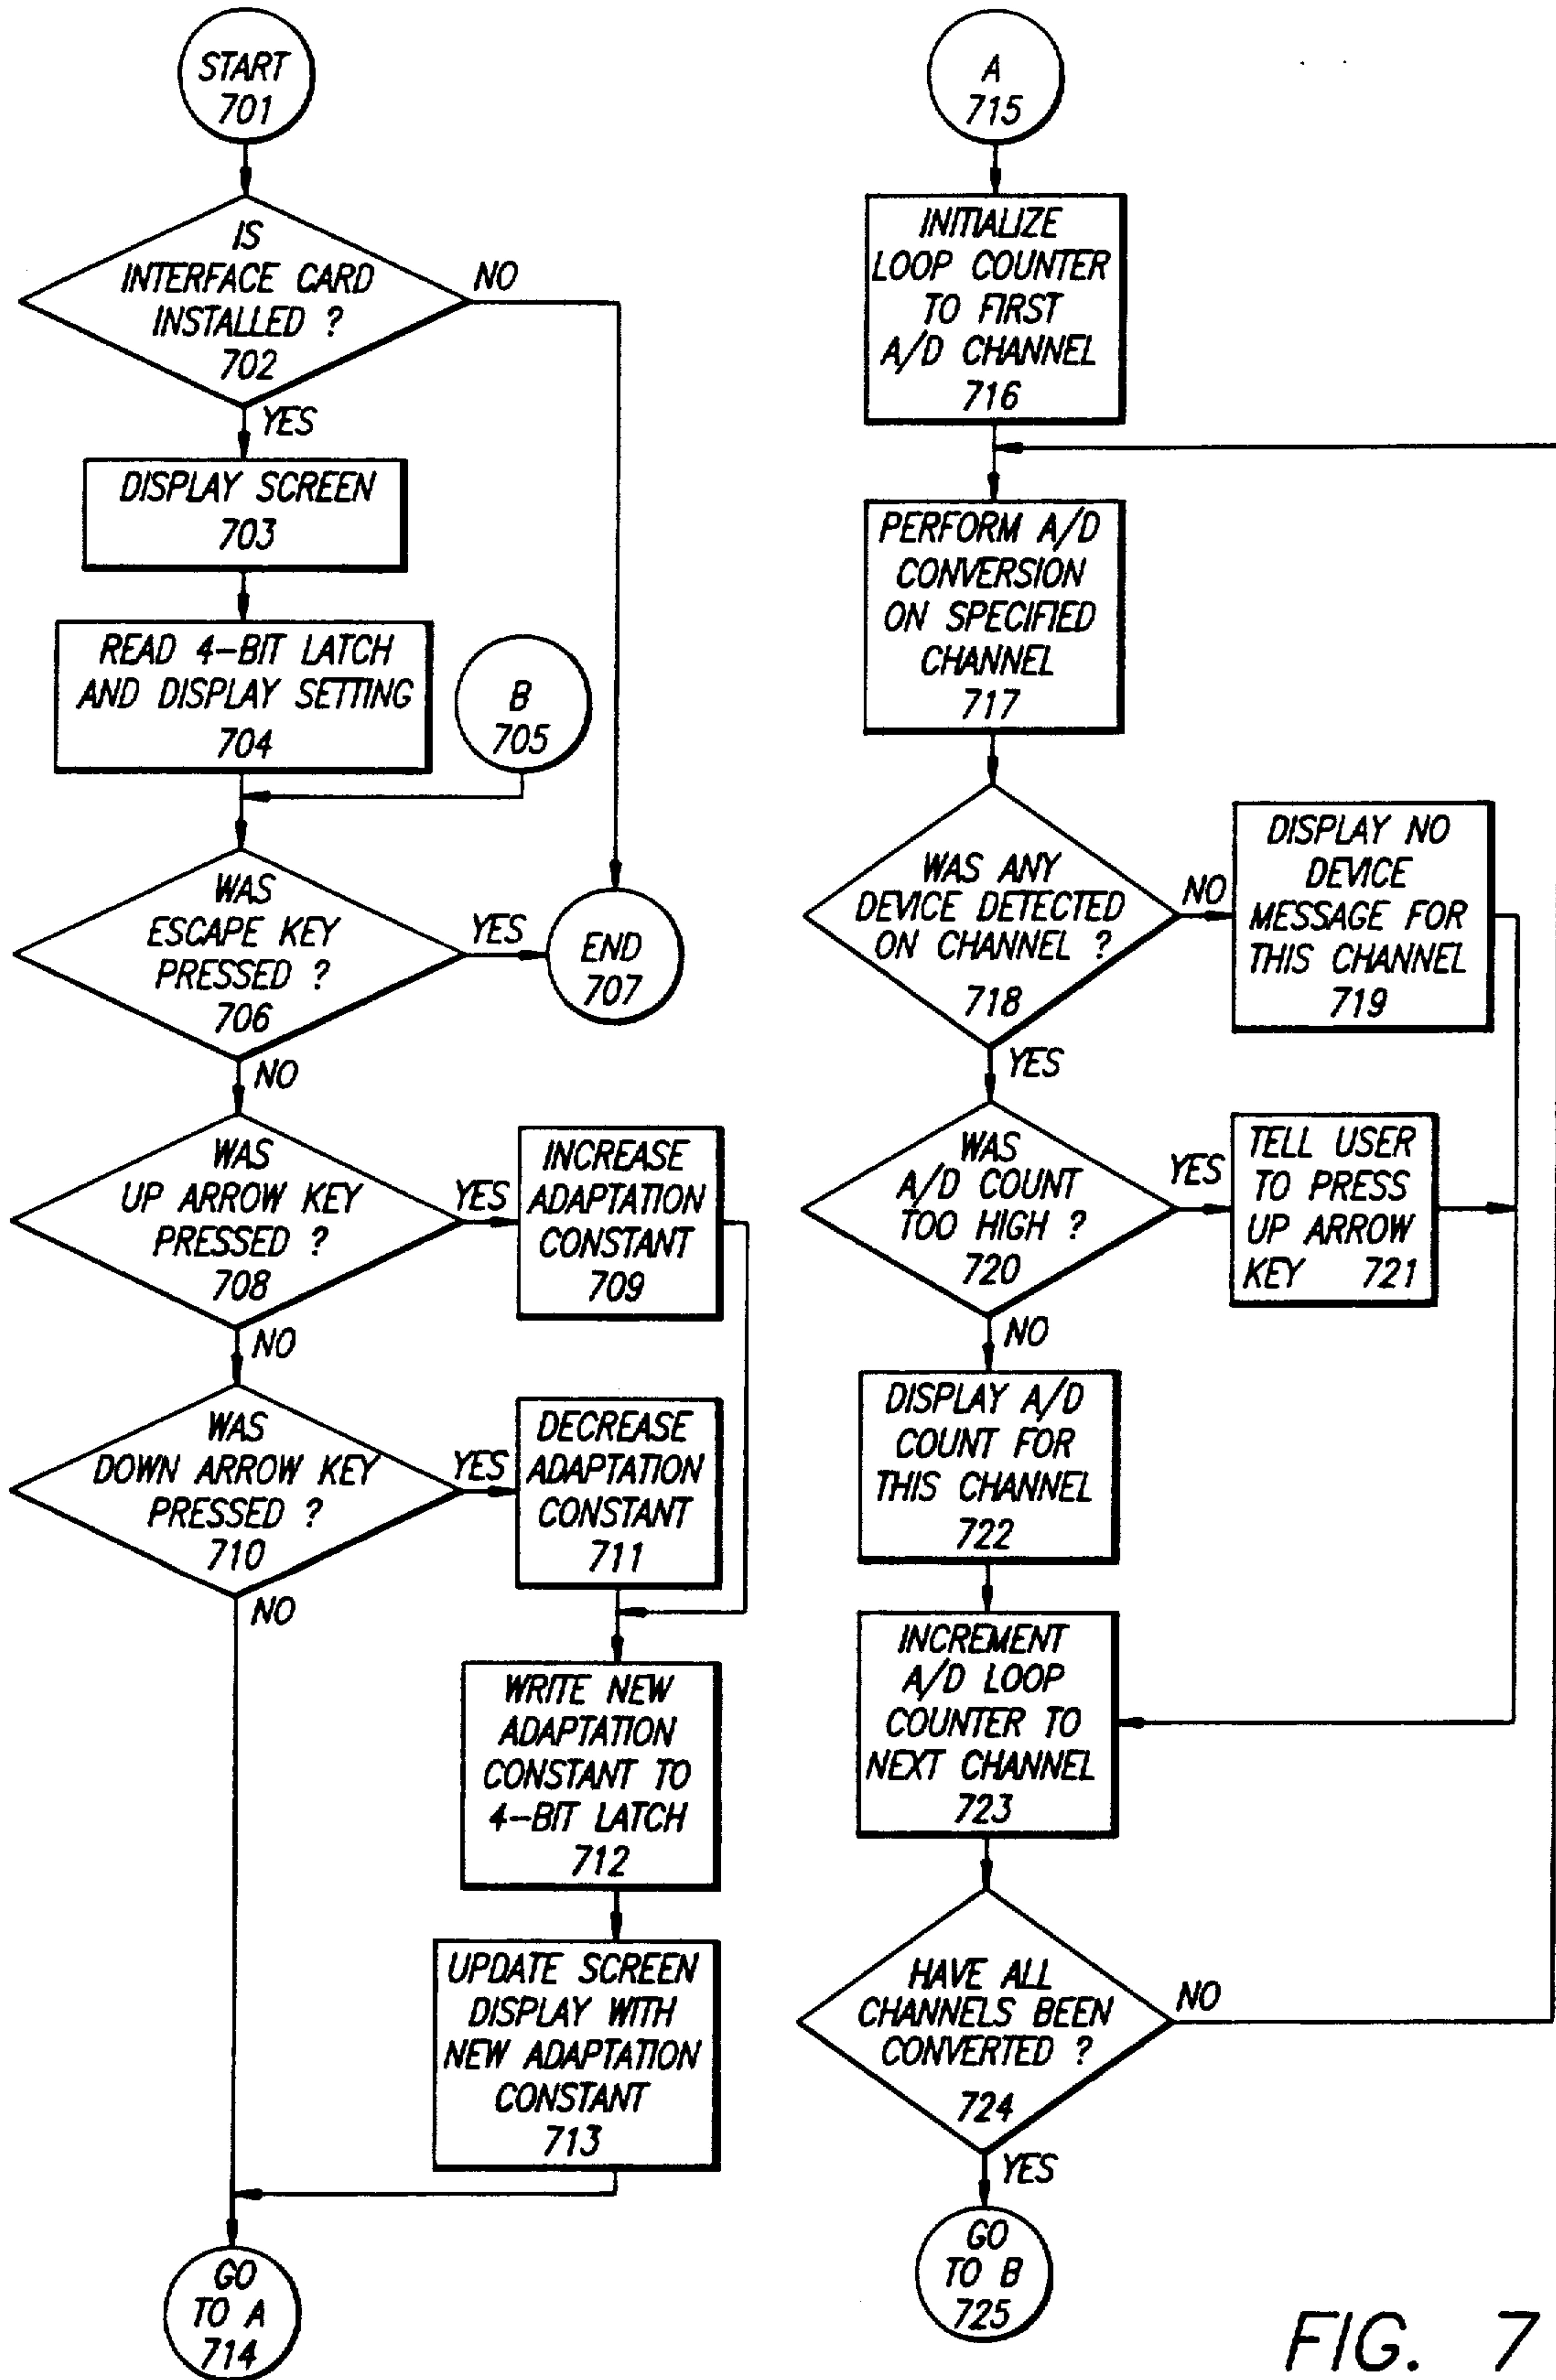 START
701
IS
INTERFACE CARD
INSTALLED ?
702
NO
YES
DISPLAY SCREEN
703
READ 4-BIT LATCH
AND DISPLAY SETTING
704
B
705
WAS
ESCAPE KEY
PRESSED ?
706
YES
END
707
NO
WAS
UP ARROW KEY
PRESSED ?
708
YES
INCREASE
ADAPTATION
CONSTANT
709
NO
WAS
DOWN ARROW KEY
PRESSED ?
710
YES
DECREASE
ADAPTATION
CONSTANT
711
NO
WRITE NEW
ADAPTATION
CONSTANT TO
4-BIT LATCH
712
UPDATE SCREEN
DISPLAY WITH
NEW ADAPTATION
CONSTANT
713
GO
TO A
714
A
715
INITIALIZE
LOOP COUNTER
TO FIRST
A/D CHANNEL
716
PERFORM A/D
CONVERSION
ON SPECIFIED
CHANNEL
717
WAS ANY
DEVICE DETECTED
ON CHANNEL ?
718
NO
DISPLAY NO
DEVICE
MESSAGE FOR
THIS CHANNEL
719
YES
WAS
A/D COUNT
TOO HIGH ?
720
YES
TELL USER
TO PRESS
UP ARROW
KEY 721
NO
DISPLAY A/D
COUNT FOR
THIS CHANNEL
722
INCREMENT
A/D LOOP
COUNTER TO
NEXT CHANNEL
723
HAVE ALL
CHANNELS BEEN
CONVERTED ?
724
NO
YES
GO
TO B
725
FIG. 7